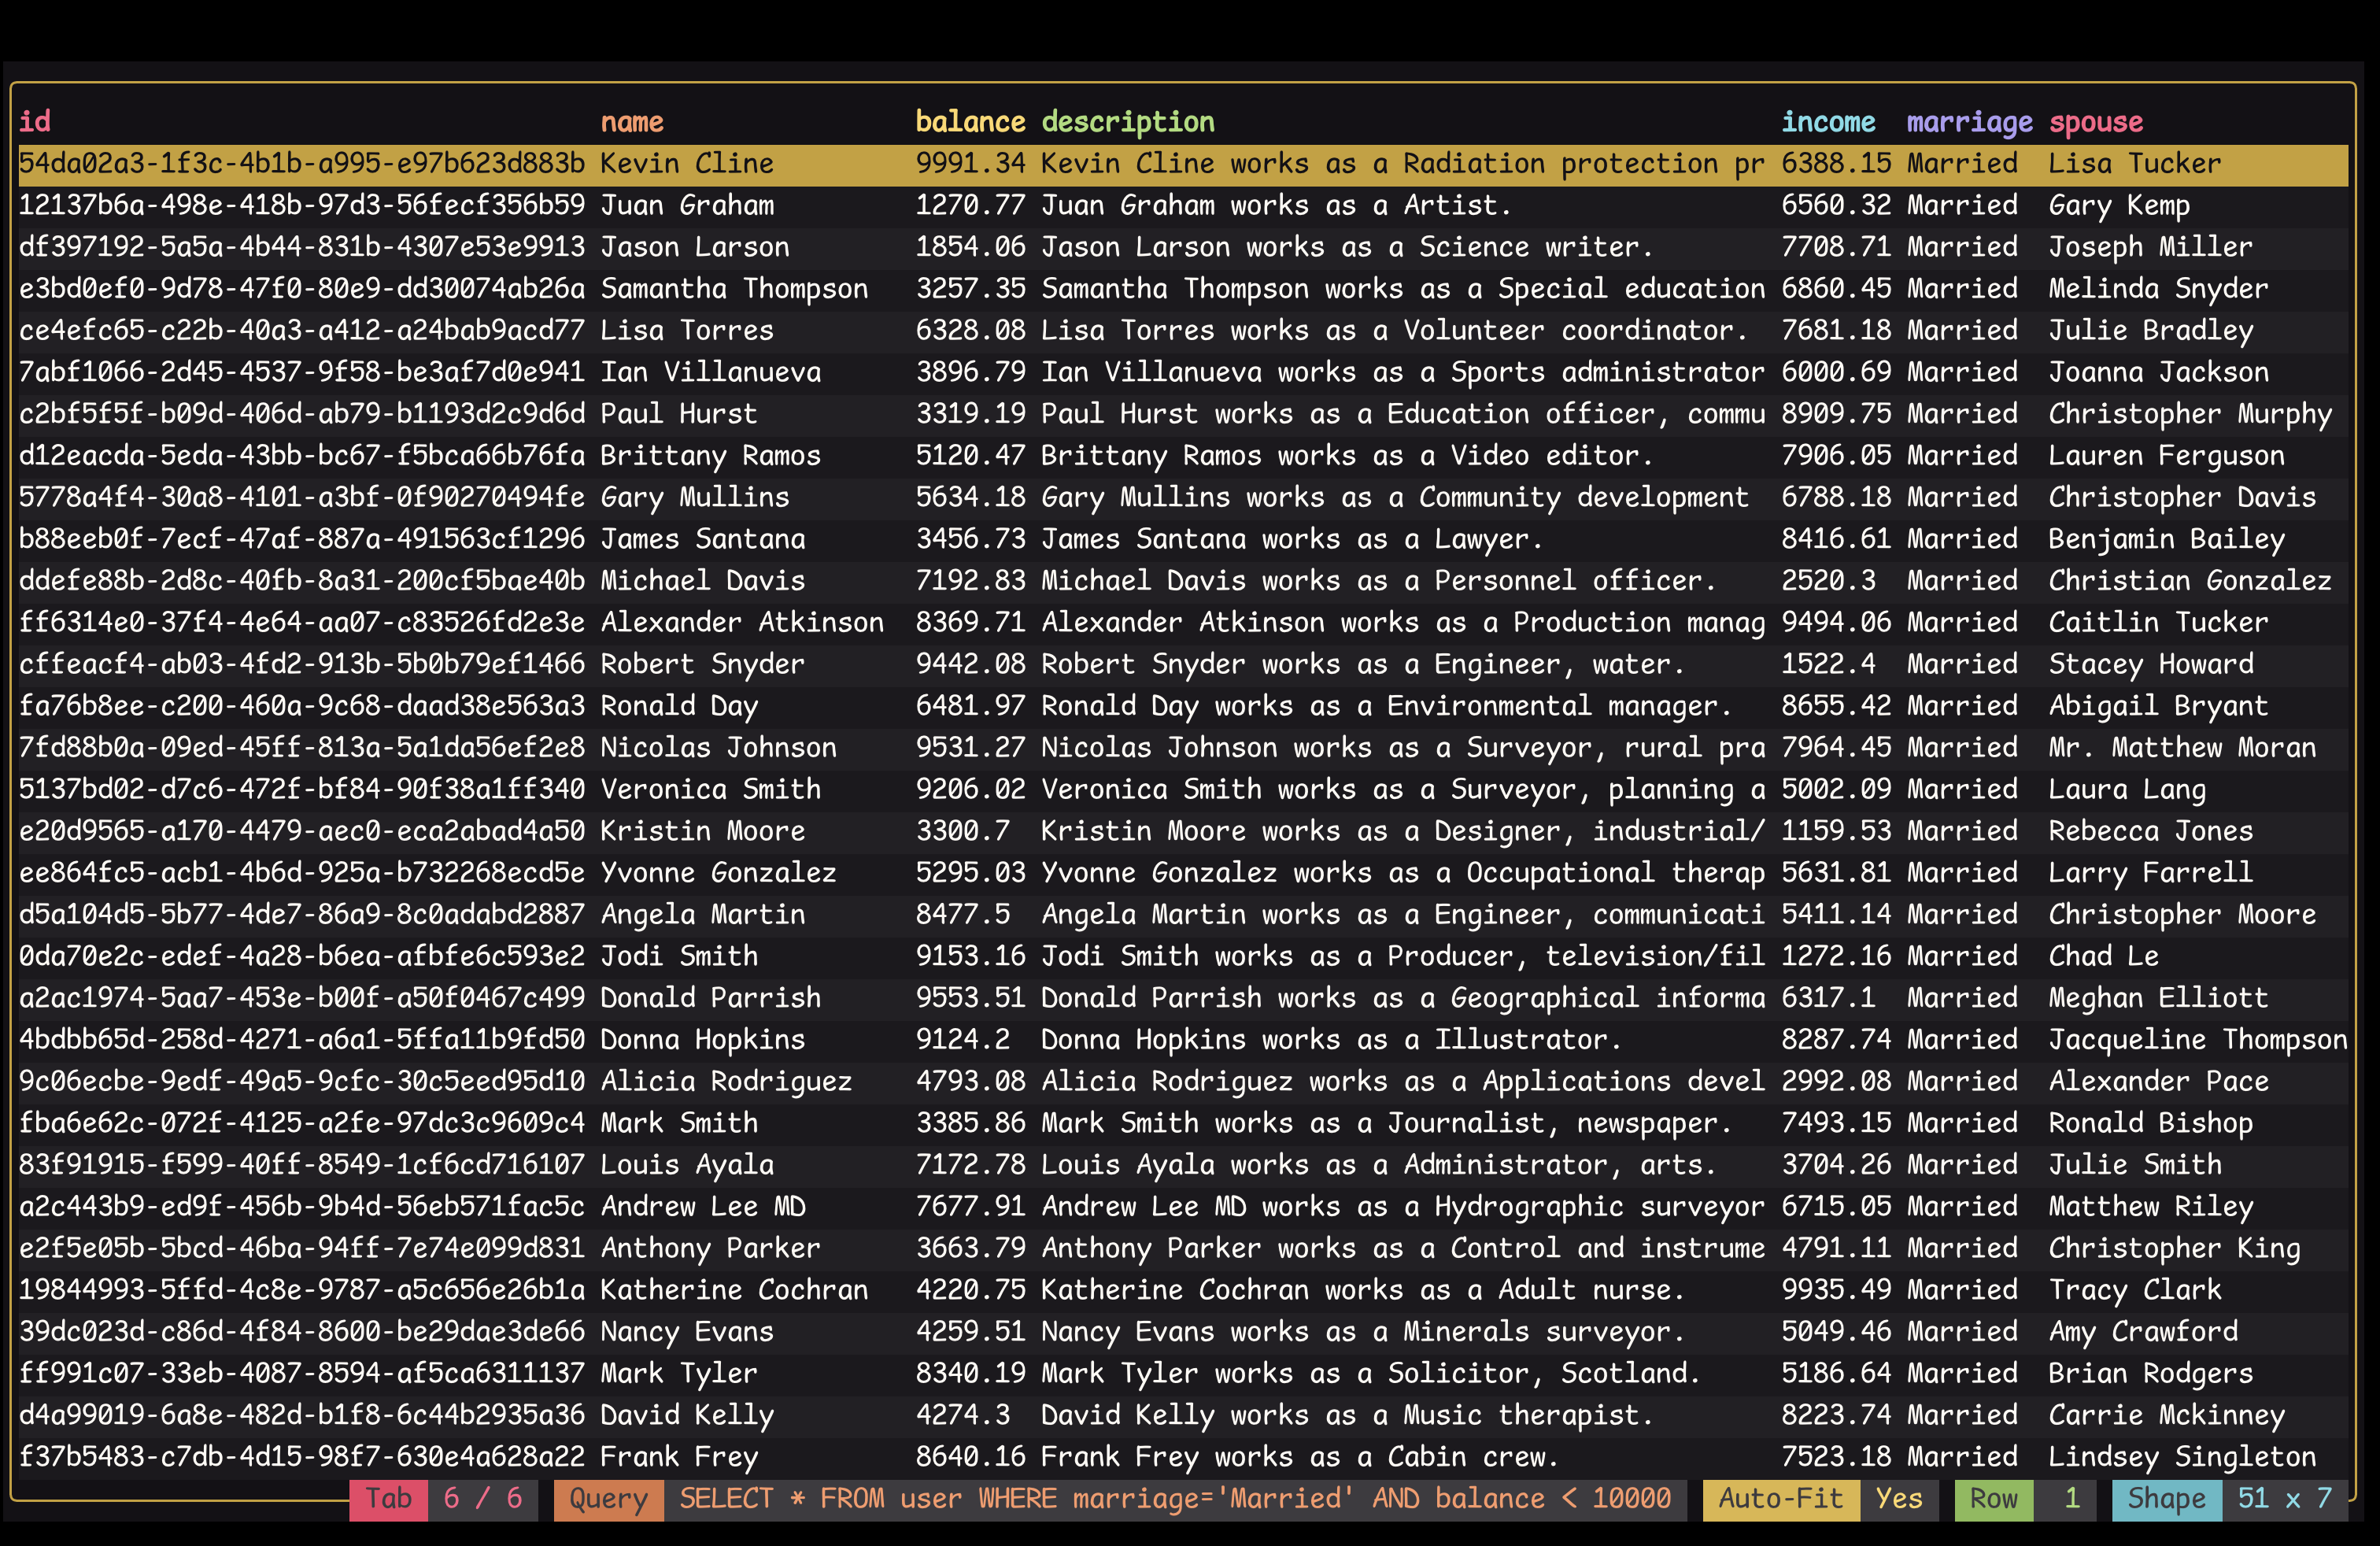 id name balance description income marriage spouse
54da02a3-1f3c-4b1b-a995-e97b623d883b Kevin Cline 9991.34 Kevin Cline works as a Radiation protection pr 6388.15 Married Lisa Tucker
12137b6a-498e-418b-97d3-56fecf356b59 Juan Graham 1270.77 Juan Graham works as a Artist. 6560.32 Married Gary Kemp
df397192-5a5a-4b44-831b-4307e53e9913 Jason Larson 1854.06 Jason Larson works as a Science writer. 7708.71 Married Joseph Miller
e3bd0ef0-9d78-47f0-80e9-dd30074ab26a Samantha Thompson 3257.35 Samantha Thompson works as a Special education 6860.45 Married Melinda Snyder
ce4efc65-c22b-40a3-a412-a24bab9acd77 Lisa Torres 6328.08 Lisa Torres works as a Volunteer coordinator. 7681.18 Married Julie Bradley
7abf1066-2d45-4537-9f58-be3af7d0e941 Ian Villanueva 3896.79 Ian Villanueva works as a Sports administrator 6000.69 Married Joanna Jackson
c2bf5f5f-b09d-406d-ab79-b1193d2c9d6d Paul Hurst 3319.19 Paul Hurst works as a Education officer, commu 8909.75 Married Christopher Murphy
d12eacda-5eda-43bb-bc67-f5bca66b76fa Brittany Ramos 5120.47 Brittany Ramos works as a Video editor. 7906.05 Married Lauren Ferguson
5778a4f4-30a8-4101-a3bf-0f90270494fe Gary Mullins 5634.18 Gary Mullins works as a Community development 6788.18 Married Christopher Davis
b88eeb0f-7ecf-47af-887a-491563cf1296 James Santana 3456.73 James Santana works as a Lawyer. 8416.61 Married Benjamin Bailey
ddefe88b-2d8c-40fb-8a31-200cf5bae40b Michael Davis 7192.83 Michael Davis works as a Personnel officer. 2520.3 Married Christian Gonzalez
ff6314e0-37f4-4e64-aa07-c83526fd2e3e Alexander Atkinson 8369.71 Alexander Atkinson works as a Production manag 9494.06 Married Caitlin Tucker
cffeacf4-ab03-4fd2-913b-5b0b79ef1466 Robert Snyder 9442.08 Robert Snyder works as a Engineer, water. 1522.4 Married Stacey Howard
fa76b8ee-c200-460a-9c68-daad38e563a3 Ronald Day 6481.97 Ronald Day works as a Environmental manager. 8655.42 Married Abigail Bryant
7fd88b0a-09ed-45ff-813a-5a1da56ef2e8 Nicolas Johnson 9531.27 Nicolas Johnson works as a Surveyor, rural pra 7964.45 Married Mr. Matthew Moran
5137bd02-d7c6-472f-bf84-90f38a1ff340 Veronica Smith 9206.02 Veronica Smith works as a Surveyor, planning a 5002.09 Married Laura Lang
e20d9565-a170-4479-aec0-eca2abad4a50 Kristin Moore 3300.7 Kristin Moore works as a Designer, industrial/ 1159.53 Married Rebecca Jones
ee864fc5-acb1-4b6d-925a-b732268ecd5e Yvonne Gonzalez 5295.03 Yvonne Gonzalez works as a Occupational therap 5631.81 Married Larry Farrell
d5a104d5-5b77-4de7-86a9-8c0adabd2887 Angela Martin 8477.5 Angela Martin works as a Engineer, communicati 5411.14 Married Christopher Moore
0da70e2c-edef-4a28-b6ea-afbfe6c593e2 Jodi Smith 9153.16 Jodi Smith works as a Producer, television/fil 1272.16 Married Chad Le
a2ac1974-5aa7-453e-b00f-a50f0467c499 Donald Parrish 9553.51 Donald Parrish works as a Geographical informa 6317.1 Married Meghan Elliott
4bdbb65d-258d-4271-a6a1-5ffa11b9fd50 Donna Hopkins 9124.2 Donna Hopkins works as a Illustrator. 8287.74 Married Jacqueline Thompson
9c06ecbe-9edf-49a5-9cfc-30c5eed95d10 Alicia Rodriguez 4793.08 Alicia Rodriguez works as a Applications devel 2992.08 Married Alexander Pace
fba6e62c-072f-4125-a2fe-97dc3c9609c4 Mark Smith 3385.86 Mark Smith works as a Journalist, newspaper. 7493.15 Married Ronald Bishop
83f91915-f599-40ff-8549-1cf6cd716107 Louis Ayala 7172.78 Louis Ayala works as a Administrator, arts. 3704.26 Married Julie Smith
a2c443b9-ed9f-456b-9b4d-56eb571fac5c Andrew Lee MD 7677.91 Andrew Lee MD works as a Hydrographic surveyor 6715.05 Married Matthew Riley
e2f5e05b-5bcd-46ba-94ff-7e74e099d831 Anthony Parker 3663.79 Anthony Parker works as a Control and instrume 4791.11 Married Christopher King
19844993-5ffd-4c8e-9787-a5c656e26b1a Katherine Cochran 4220.75 Katherine Cochran works as a Adult nurse. 9935.49 Married Tracy Clark
39dc023d-c86d-4f84-8600-be29dae3de66 Nancy Evans 4259.51 Nancy Evans works as a Minerals surveyor. 5049.46 Married Amy Crawford
ff991c07-33eb-4087-8594-af5ca6311137 Mark Tyler 8340.19 Mark Tyler works as a Solicitor, Scotland. 5186.64 Married Brian Rodgers
d4a99019-6a8e-482d-b1f8-6c44b2935a36 David Kelly 4274.3 David Kelly works as a Music therapist. 8223.74 Married Carrie Mckinney
f37b5483-c7db-4d15-98f7-630e4a628a22 Frank Frey 8640.16 Frank Frey works as a Cabin crew. 7523.18 Married Lindsey Singleton
Tab 6 / 6 Query SELECT * FROM user WHERE marriage='Married' AND balance < 10000 Auto-Fit Yes Row 1 Shape 51 x 7